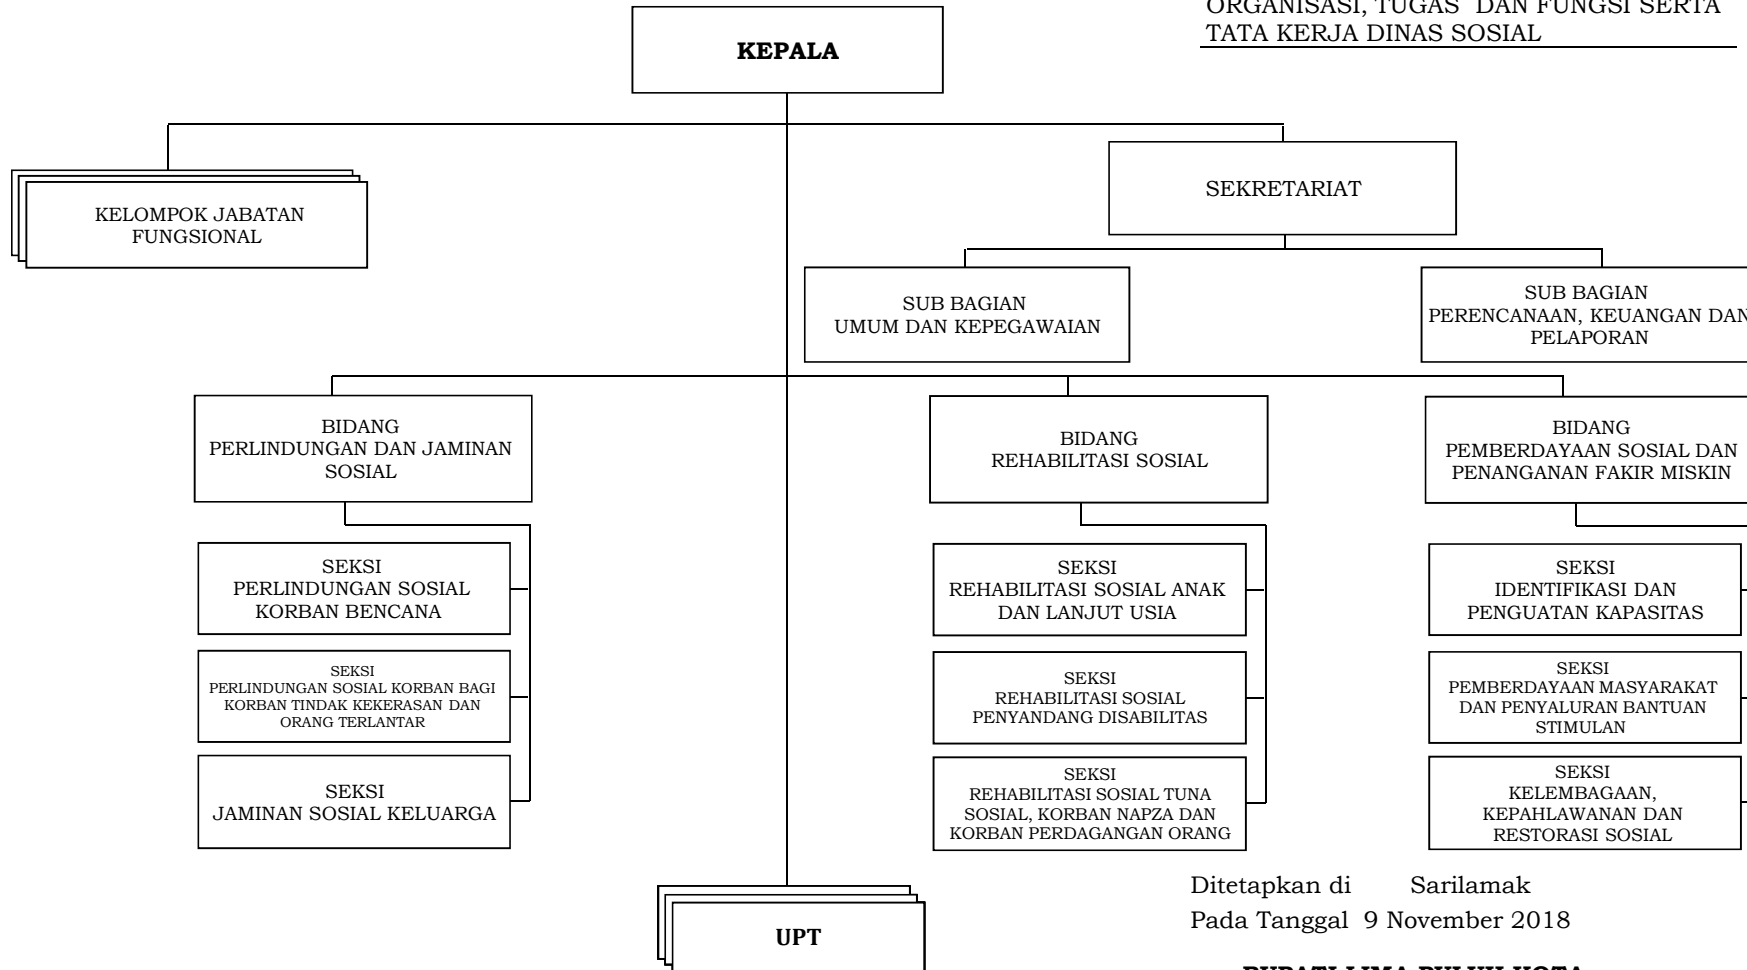 ORGANISASI, TUGAS DAN FUNGSI SERTA
TATA KERJA DINAS SOSIAL
KEPALA
KELOMPOK JABATAN
FUNGSIONAL
SEKRETARIAT
SUB BAGIAN
UMUM DAN KEPEGAWAIAN
SUB BAGIAN
PERENCANAAN, KEUANGAN DAN
PELAPORAN
BIDANG
PERLINDUNGAN DAN JAMINAN
SOSIAL
BIDANG
REHABILITASI SOSIAL
BIDANG
PEMBERDAYAAN SOSIAL DAN
PENANGANAN FAKIR MISKIN
SEKSI
PERLINDUNGAN SOSIAL
KORBAN BENCANA
SEKSI
PERLINDUNGAN SOSIAL KORBAN BAGI
KORBAN TINDAK KEKERASAN DAN
ORANG TERLANTAR
SEKSI
JAMINAN SOSIAL KELUARGA
SEKSI
REHABILITASI SOSIAL ANAK
DAN LANJUT USIA
SEKSI
REHABILITASI SOSIAL
PENYANDANG DISABILITAS
SEKSI
REHABILITASI SOSIAL TUNA
SOSIAL, KORBAN NAPZA DAN
KORBAN PERDAGANGAN ORANG
SEKSI
IDENTIFIKASI DAN
PENGUATAN KAPASITAS
SEKSI
PEMBERDAYAAN MASYARAKAT
DAN PENYALURAN BANTUAN
STIMULAN
SEKSI
KELEMBAGAAN,
KEPAHLAWANAN DAN
RESTORASI SOSIAL
UPT
Ditetapkan di Sarilamak
Pada Tanggal 9 November 2018
BUPATI LIMA PULUH KOTA